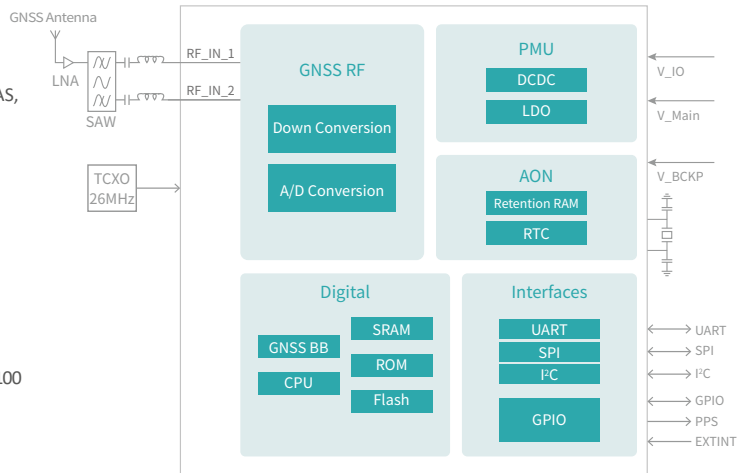 GNSS Antenna
LNA
SAW
RF_IN_1
RF_IN_2
TCXO
26MHz
AS,
100
GNSS RF
Down Conversion
A/D Conversion
PMU
DCDC
LDO
AON
Retention RAM
RTC
V_IO
V_Main
V_BCKP
Digital
GNSS BB
CPU
SRAM
ROM
Flash
Interfaces
UART
SPI
I²C
GPIO
UART
SPI
I²C
GPIO
PPS
EXTINT